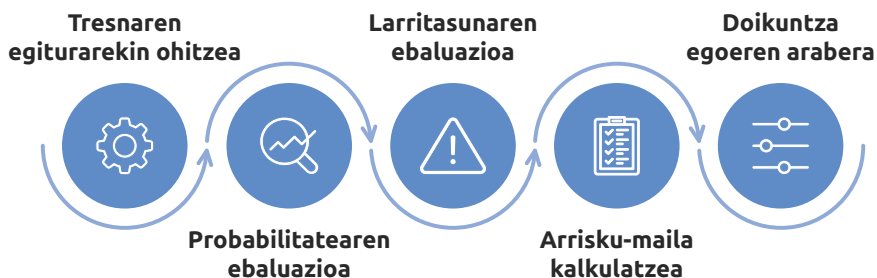 Tresnaren
egiturarekin ohitzea
Probabilitatearen
ebaluazioa
Larritasunaren
ebaluazioa
Arrisku-maila
kalkulatzea
Doikuntza
egoeren arabera